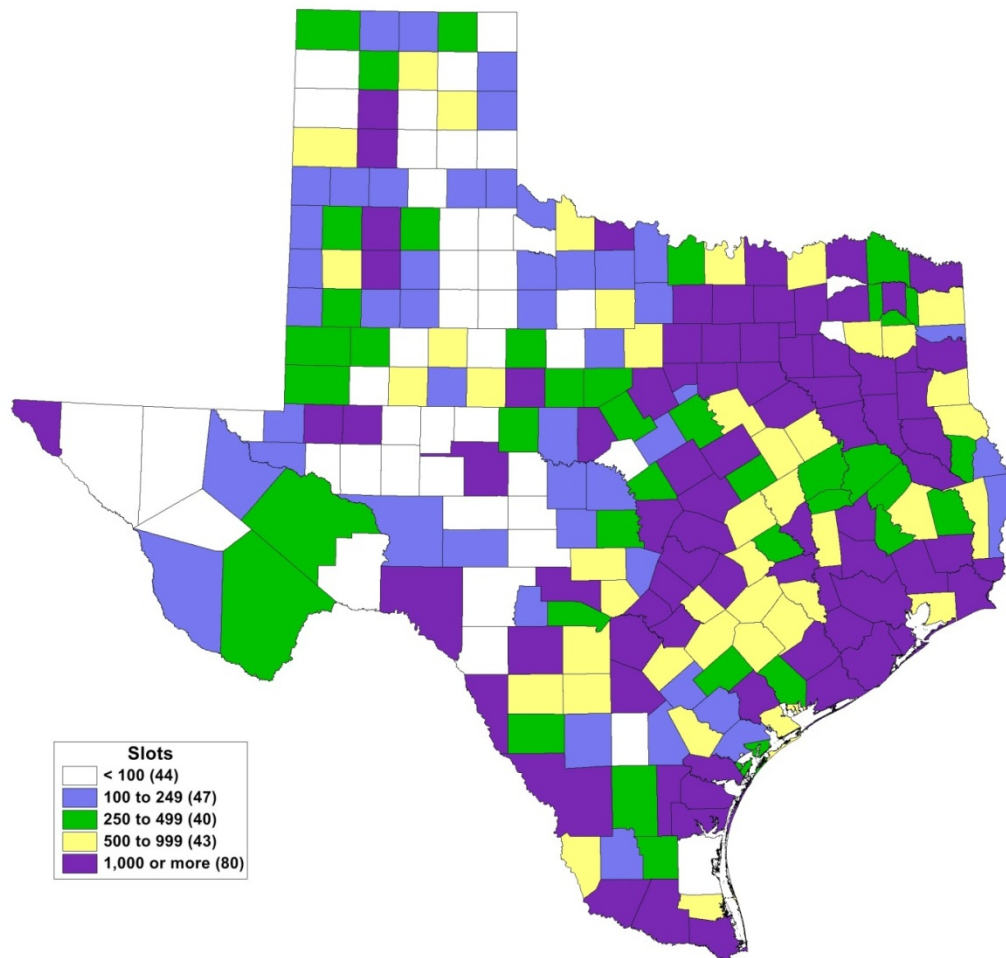 Slots
< 100 (44)
100 to 249 (47)
250 to 499 (40)
500 to 999 (43)
1,000 or more (80)